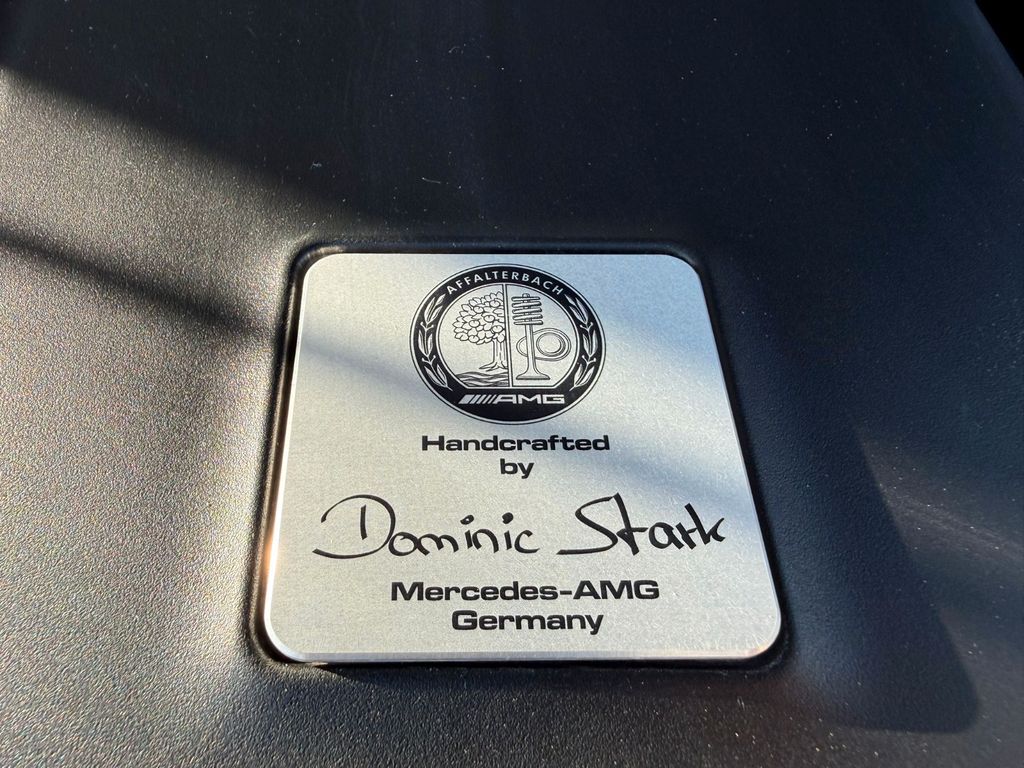 AFFALTERBACH
AMG
Handcrafted
by
Dominic Stark
Mercedes-AMG
Germany